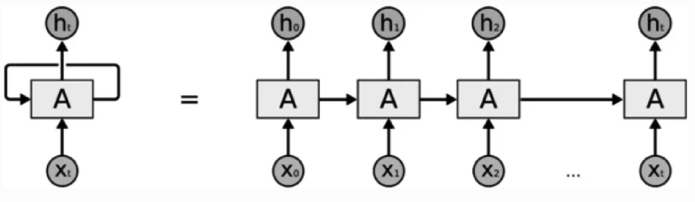 hₜ h₀ h₁ h₂ hₜ
A = A A A A
xₜ x₀ x₁ x₂ ... xₜ